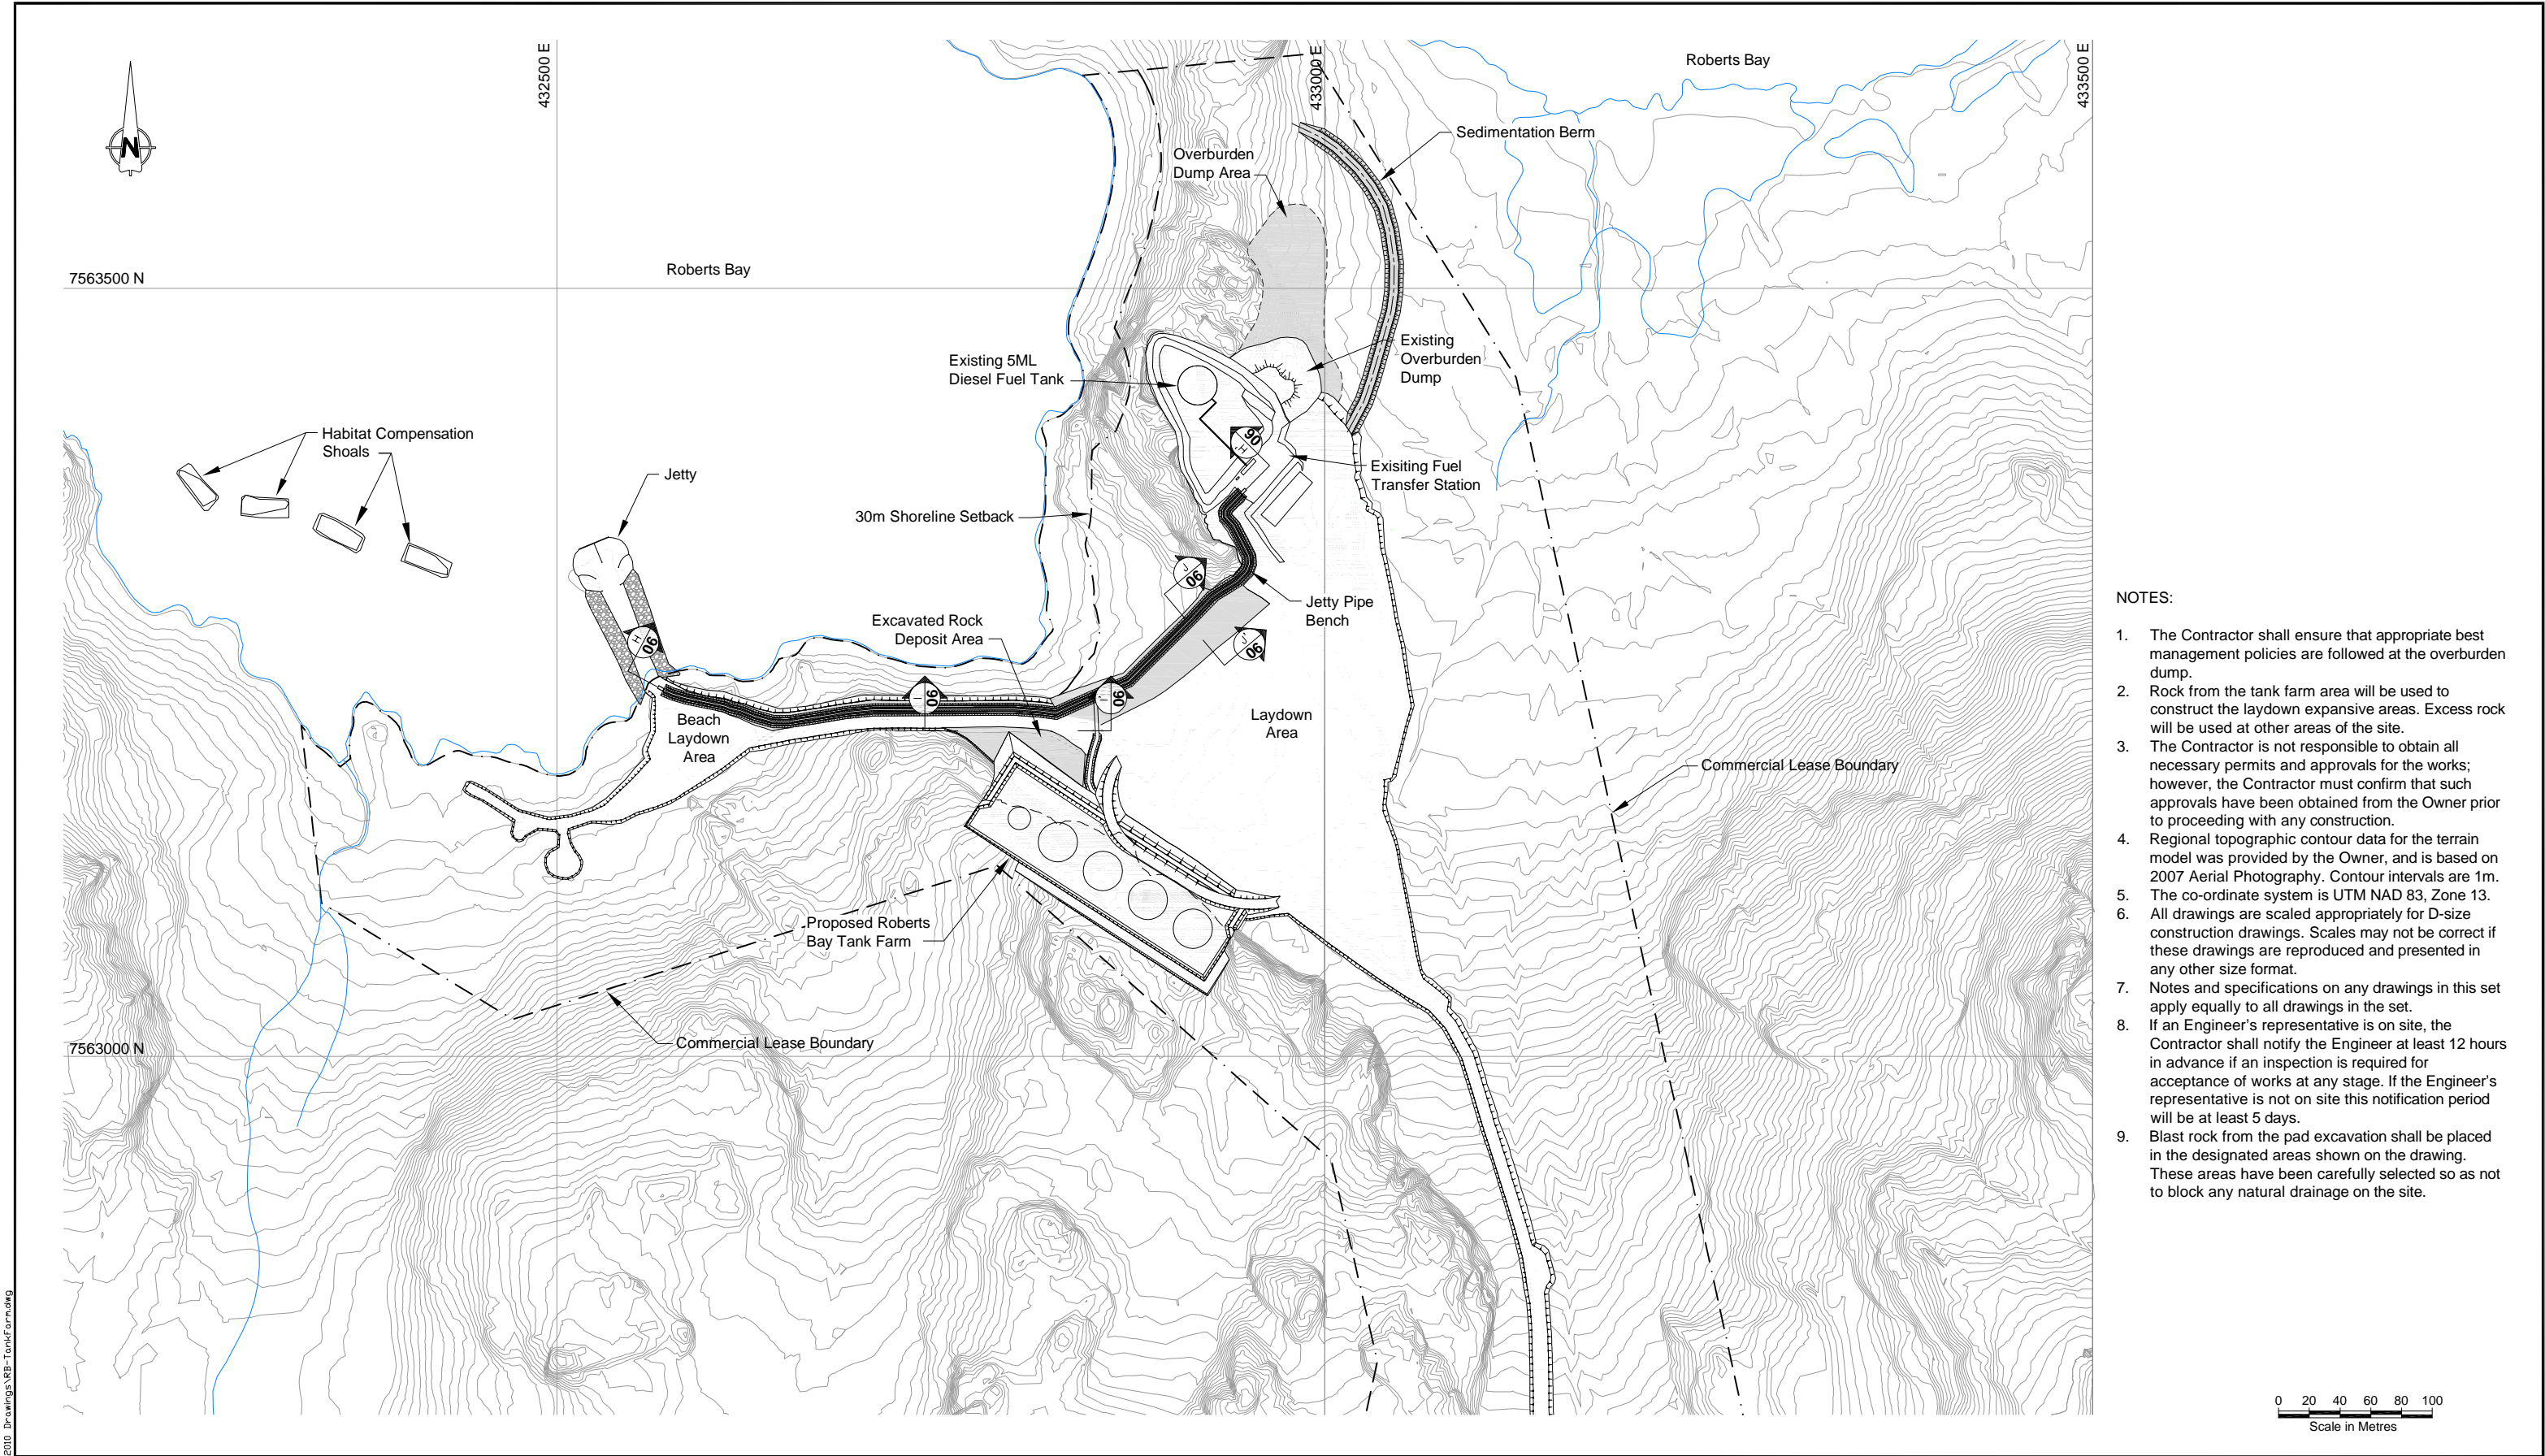 432500 E
433000 E
433500 E
Roberts Bay
N
Sedimentation Berm
Overburden
Dump Area
Roberts Bay
7563500 N
Existing
Overburden
Dump
Existing 5ML
Diesel Fuel Tank
Habitat Compensation
Shoals
H'
06
Exisiting Fuel
Transfer Station
Jetty
30m Shoreline Setback
J
06
Jetty Pipe
Bench
Excavated Rock
Deposit Area
H
06
J'
06
I
06
I'
06
Beach
Laydown
Area
Laydown
Area
Commercial Lease Boundary
Proposed Roberts
Bay Tank Farm
Commercial Lease Boundary
7563000 N
NOTES:
1. The Contractor shall ensure that appropriate best
management policies are followed at the overburden
dump.
2. Rock from the tank farm area will be used to
construct the laydown expansive areas. Excess rock
will be used at other areas of the site.
3. The Contractor is not responsible to obtain all
necessary permits and approvals for the works;
however, the Contractor must confirm that such
approvals have been obtained from the Owner prior
to proceeding with any construction.
4. Regional topographic contour data for the terrain
model was provided by the Owner, and is based on
2007 Aerial Photography. Contour intervals are 1m.
5. The co-ordinate system is UTM NAD 83, Zone 13.
6. All drawings are scaled appropriately for D-size
construction drawings. Scales may not be correct if
these drawings are reproduced and presented in
any other size format.
7. Notes and specifications on any drawings in this set
apply equally to all drawings in the set.
8. If an Engineer's representative is on site, the
Contractor shall notify the Engineer at least 12 hours
in advance if an inspection is required for
acceptance of works at any stage. If the Engineer's
representative is not on site this notification period
will be at least 5 days.
9. Blast rock from the pad excavation shall be placed
in the designated areas shown on the drawing.
These areas have been carefully selected so as not
to block any natural drainage on the site.
0 20 40 60 80 100
Scale in Metres
2010 Drawings\RB-TankFarm.dwg